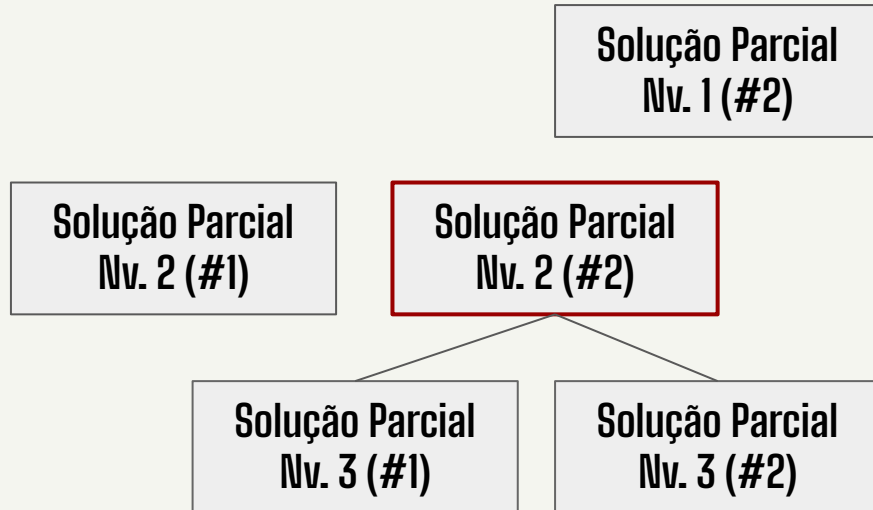 Solução Parcial
Nv. 1 (#2)
Solução Parcial
Nv. 2 (#1)
Solução Parcial
Nv. 2 (#2)
Solução Parcial
Nv. 3 (#1)
Solução Parcial
Nv. 3 (#2)